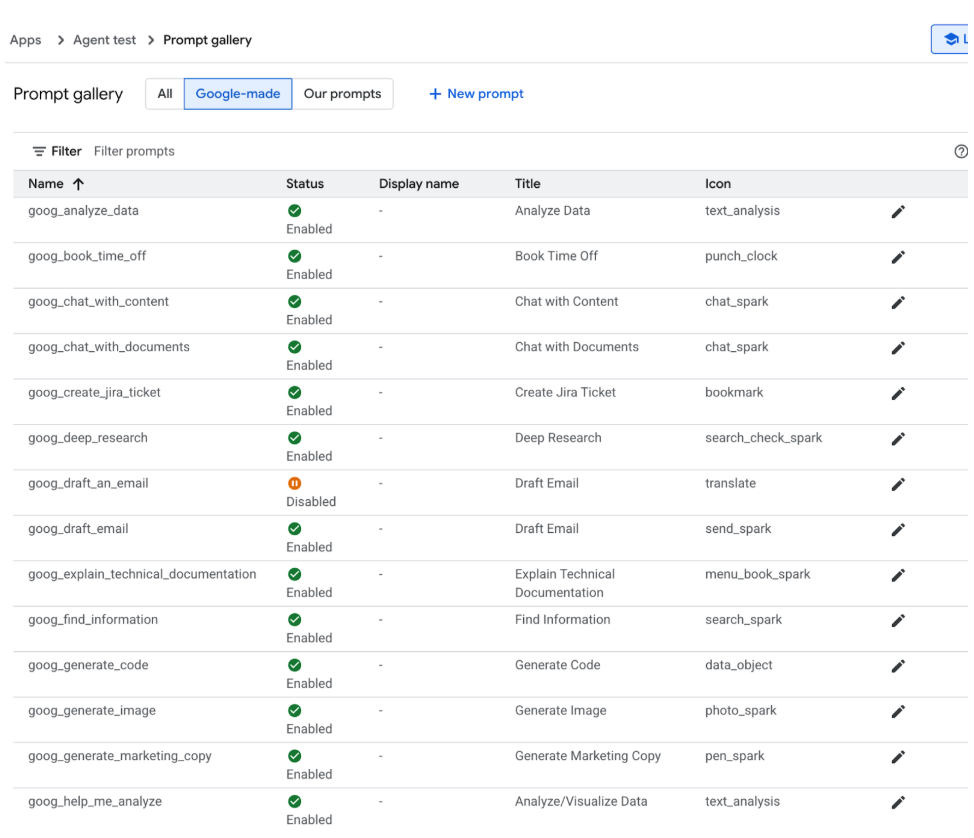 Apps > Agent test > Prompt gallery
L
Prompt gallery All Google-made Our prompts + New prompt
Filter Filter prompts
Name Status Display name Title Icon
goog_analyze_data Enabled - Analyze Data text_analysis
goog_book_time_off Enabled - Book Time Off punch_clock
goog_chat_with_content Enabled - Chat with Content chat_spark
goog_chat_with_documents Enabled - Chat with Documents chat_spark
goog_create_jira_ticket Enabled - Create Jira Ticket bookmark
goog_deep_research Enabled - Deep Research search_check_spark
goog_draft_an_email Disabled - Draft Email translate
goog_draft_email Enabled - Draft Email send_spark
goog_explain_technical_documentation Enabled - Explain Technical Documentation menu_book_spark
goog_find_information Enabled - Find Information search_spark
goog_generate_code Enabled - Generate Code data_object
goog_generate_image Enabled - Generate Image photo_spark
goog_generate_marketing_copy Enabled - Generate Marketing Copy pen_spark
goog_help_me_analyze Enabled - Analyze/Visualize Data text_analysis